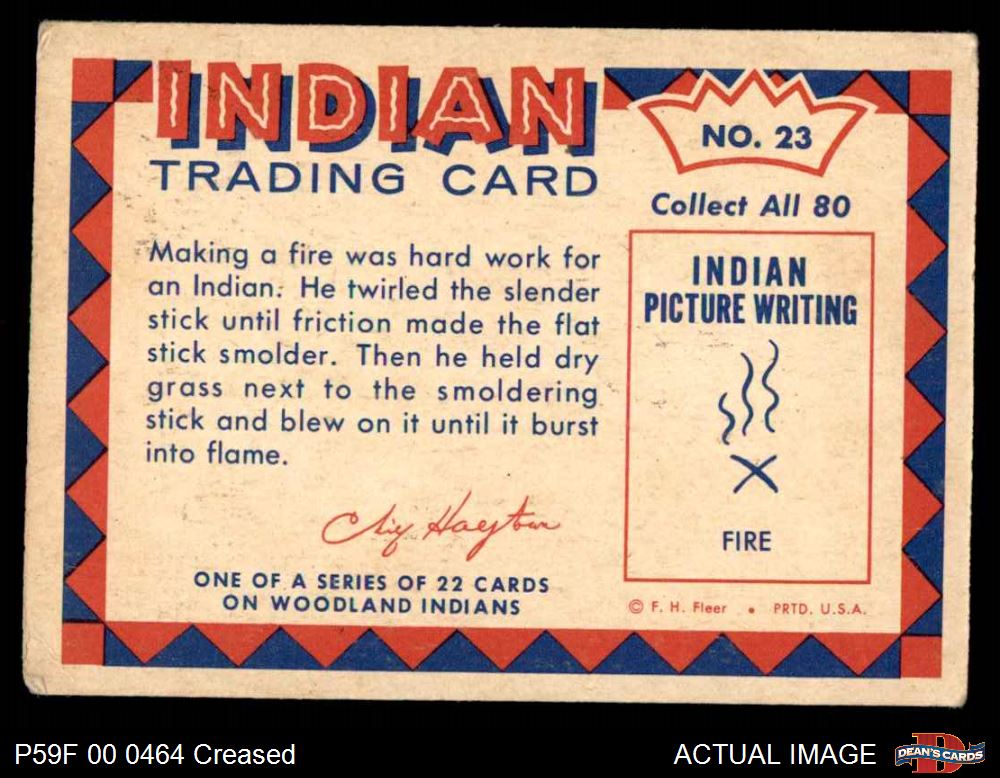 INDIAN
TRADING CARD
NO. 23
Collect All 80
Making a fire was hard work for
an Indian. He twirled the slender
stick until friction made the flat
stick smolder. Then he held dry
grass next to the smoldering
stick and blew on it until it burst
into flame.
ONE OF A SERIES OF 22 CARDS
ON WOODLAND INDIANS
INDIAN
PICTURE WRITING
FIRE
© F. H. Fleer • PRTD. U.S.A.
P59F 00 0464 Creased
ACTUAL IMAGE
DEAN'S CARDS